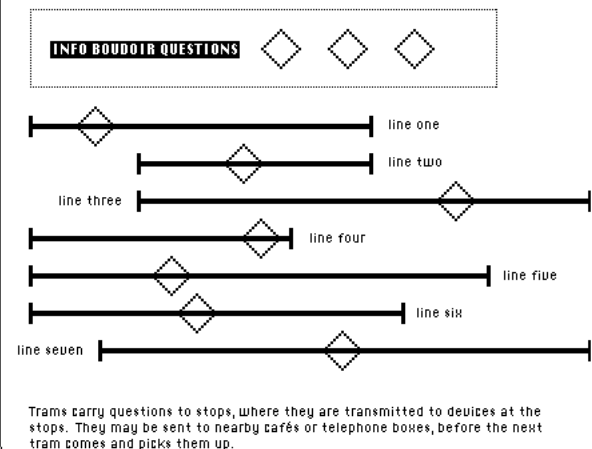 INFO BOUDOIR QUESTIONS
line one
line two
line three
line four
line five
line six
line seven
Trams carry questions to stops, where they are transmitted to devices at the
stops. They may be sent to nearby cafés or telephone boxes, before the next
tram comes and picks them up.